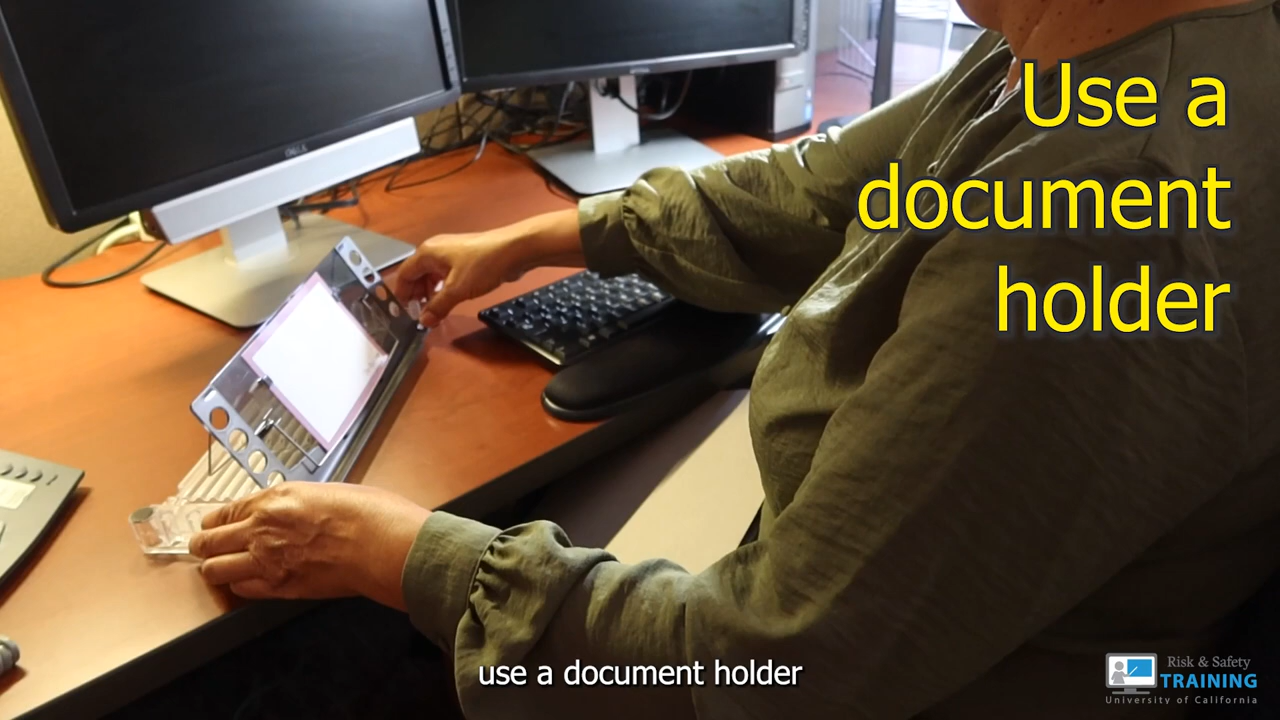 Use a
document
holder
DELL
use a document holder
Risk & Safety
TRAINING
University of California